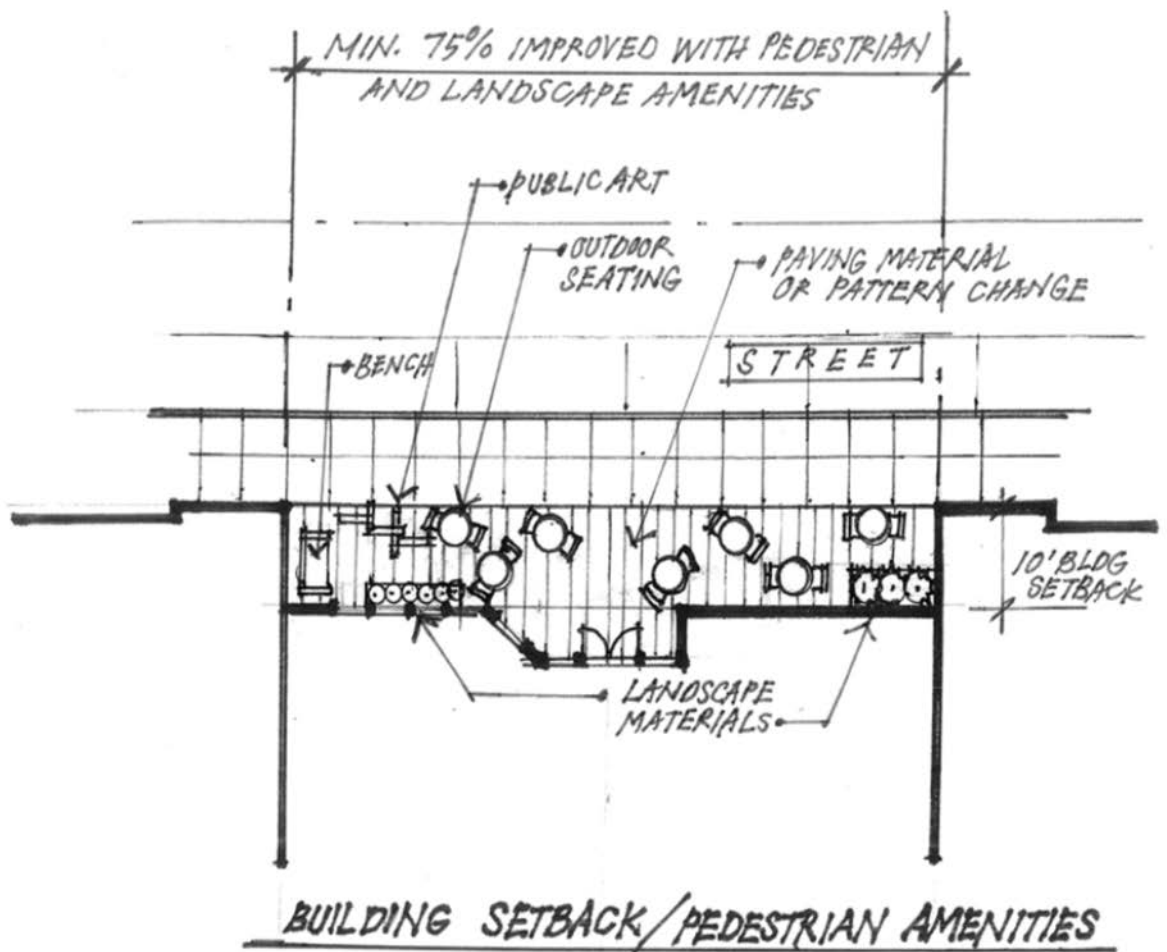 MIN. 75% IMPROVED WITH PEDESTRIAN
AND LANDSCAPE AMENITIES
PUBLIC ART
OUTDOOR
SEATING
PAVING MATERIAL
OR PATTERN CHANGE
STREET
BENCH
10' BLDG
SETBACK
LANDSCAPE
MATERIALS
BUILDING SETBACK/PEDESTRIAN AMENITIES